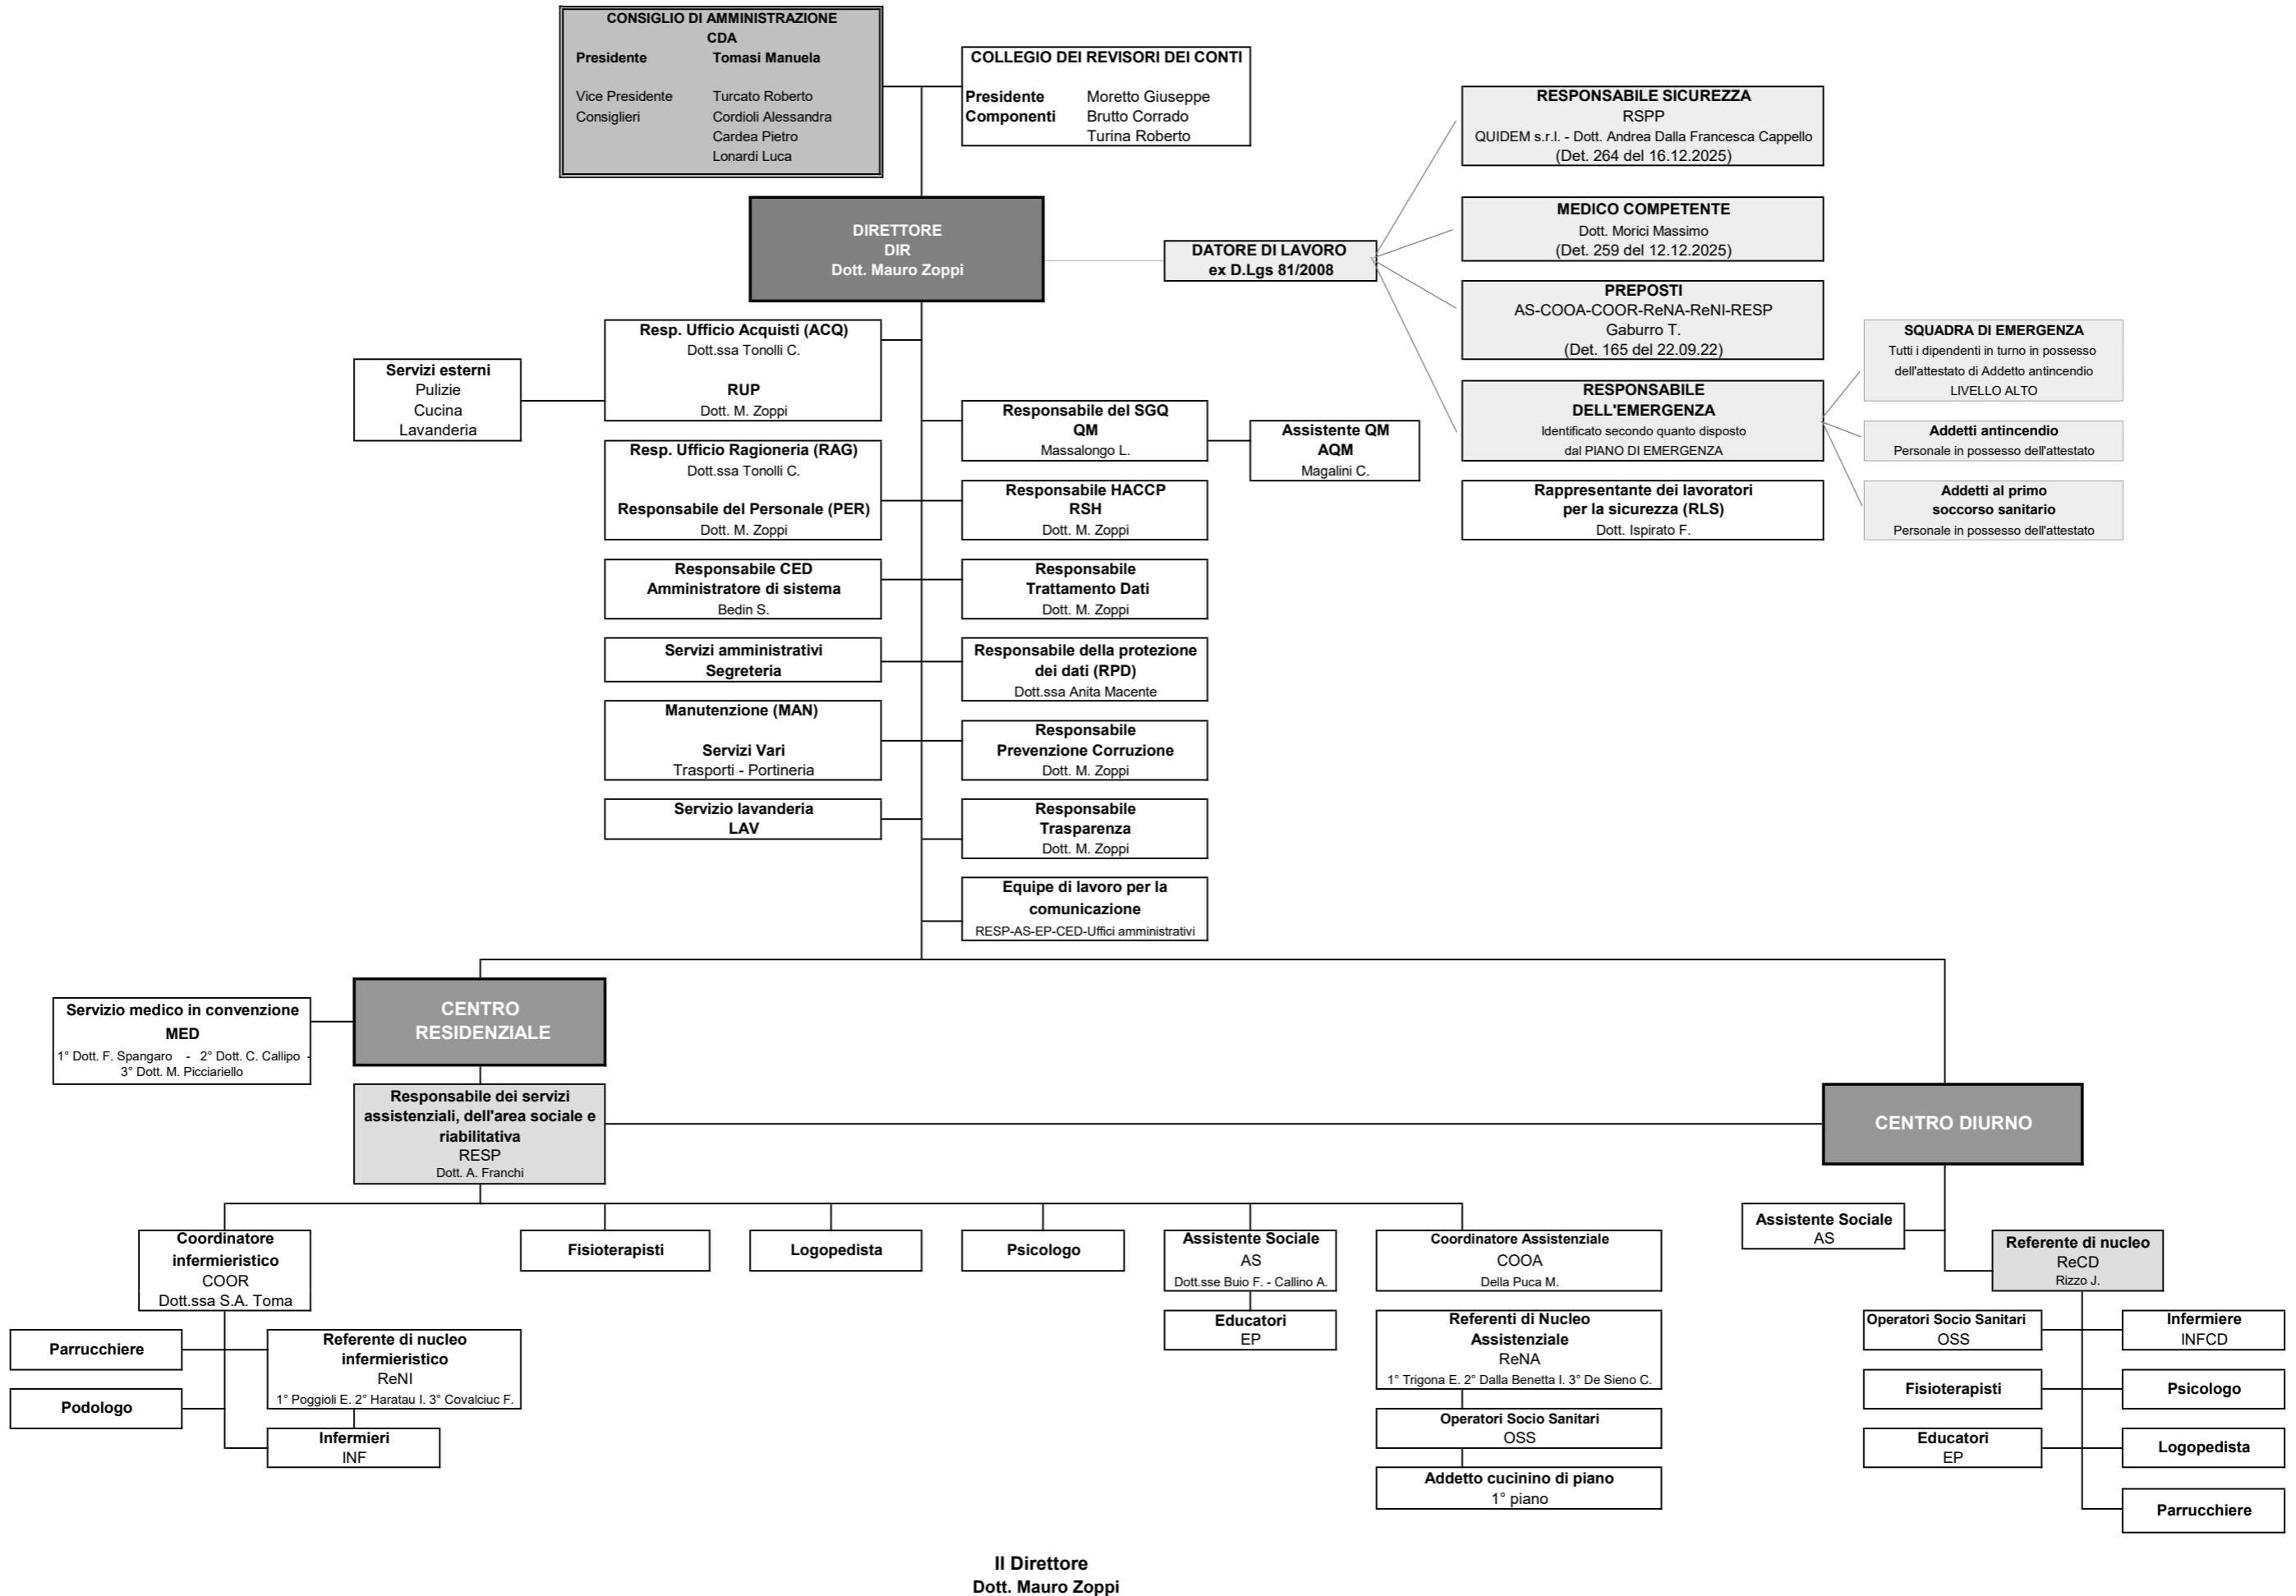 CONSIGLIO DI AMMINISTRAZIONE
CDA
Presidente Tomasi Manuela
Vice Presidente Turcato Roberto
Consiglieri Cordioli Alessandra
Cardea Pietro
Lonardi Luca
COLLEGIO DEI REVISORI DEI CONTI
Presidente Moretto Giuseppe
Componenti Brutto Corrado
Turina Roberto
RESPONSABILE SICUREZZA
RSPP
QUIDEM s.r.l. - Dott. Andrea Dalla Francesca Cappello
(Det. 264 del 16.12.2025)
MEDICO COMPETENTE
Dott. Morici Massimo
(Det. 259 del 12.12.2025)
DIRETTORE
DIR
Dott. Mauro Zoppi
DATORE DI LAVORO
ex D.Lgs 81/2008
PREPOSTI
AS-COOA-COOR-ReNA-ReNI-RESP
Gaburro T.
(Det. 165 del 22.09.22)
RESPONSABILE
DELL'EMERGENZA
Identificato secondo quanto disposto
dal PIANO DI EMERGENZA
Rappresentante dei lavoratori
per la sicurezza (RLS)
Dott. Ispirato F.
SQUADRA DI EMERGENZA
Tutti i dipendenti in turno in possesso
dell'attestato di Addetto antincendio
LIVELLO ALTO
Addetti antincendio
Personale in possesso dell'attestato
Addetti al primo
soccorso sanitario
Personale in possesso dell'attestato
Servizi esterni
Pulizie
Cucina
Lavanderia
Resp. Ufficio Acquisti (ACQ)
Dott.ssa Tonolli C.
RUP
Dott. M. Zoppi
Resp. Ufficio Ragioneria (RAG)
Dott.ssa Tonolli C.
Responsabile del Personale (PER)
Dott. M. Zoppi
Responsabile CED
Amministratore di sistema
Bedin S.
Servizi amministrativi
Segreteria
Manutenzione (MAN)
Servizi Vari
Trasporti - Portineria
Servizio lavanderia
LAV
Responsabile del SGQ
QM
Massalongo L.
Assistente QM
AQM
Magalini C.
Responsabile HACCP
RSH
Dott. M. Zoppi
Responsabile
Trattamento Dati
Dott. M. Zoppi
Responsabile della protezione
dei dati (RPD)
Dott.ssa Anita Macente
Responsabile
Prevenzione Corruzione
Dott. M. Zoppi
Responsabile
Trasparenza
Dott. M. Zoppi
Equipe di lavoro per la
comunicazione
RESP-AS-EP-CED-Uffici amministrativi
Servizio medico in convenzione
MED
1° Dott. F. Spangaro - 2° Dott. C. Callipo -
3° Dott. M. Picciariello
CENTRO
RESIDENZIALE
Responsabile dei servizi
assistenziali, dell'area sociale e
riabilitativa
RESP
Dott. A. Franchi
CENTRO DIURNO
Coordinatore
infermieristico
COOR
Dott.ssa S.A. Toma
Fisioterapisti
Logopedista
Psicologo
Assistente Sociale
AS
Dott.sse Buio F. - Callino A.
Educatori
EP
Coordinatore Assistenziale
COOA
Della Puca M.
Referenti di Nucleo
Assistenziale
ReNA
1° Trigona E. 2° Dalla Benetta I. 3° De Sieno C.
Operatori Socio Sanitari
OSS
Addetto cucinino di piano
1° piano
Parrucchiere
Podologo
Referente di nucleo
infermieristico
ReNI
1° Poggioli E. 2° Haratau I. 3° Covalciuc F.
Infermieri
INF
Assistente Sociale
AS
Referente di nucleo
ReCD
Rizzo J.
Operatori Socio Sanitari
OSS
Infermiere
INFCD
Fisioterapisti
Psicologo
Educatori
EP
Logopedista
Parrucchiere
Il Direttore
Dott. Mauro Zoppi